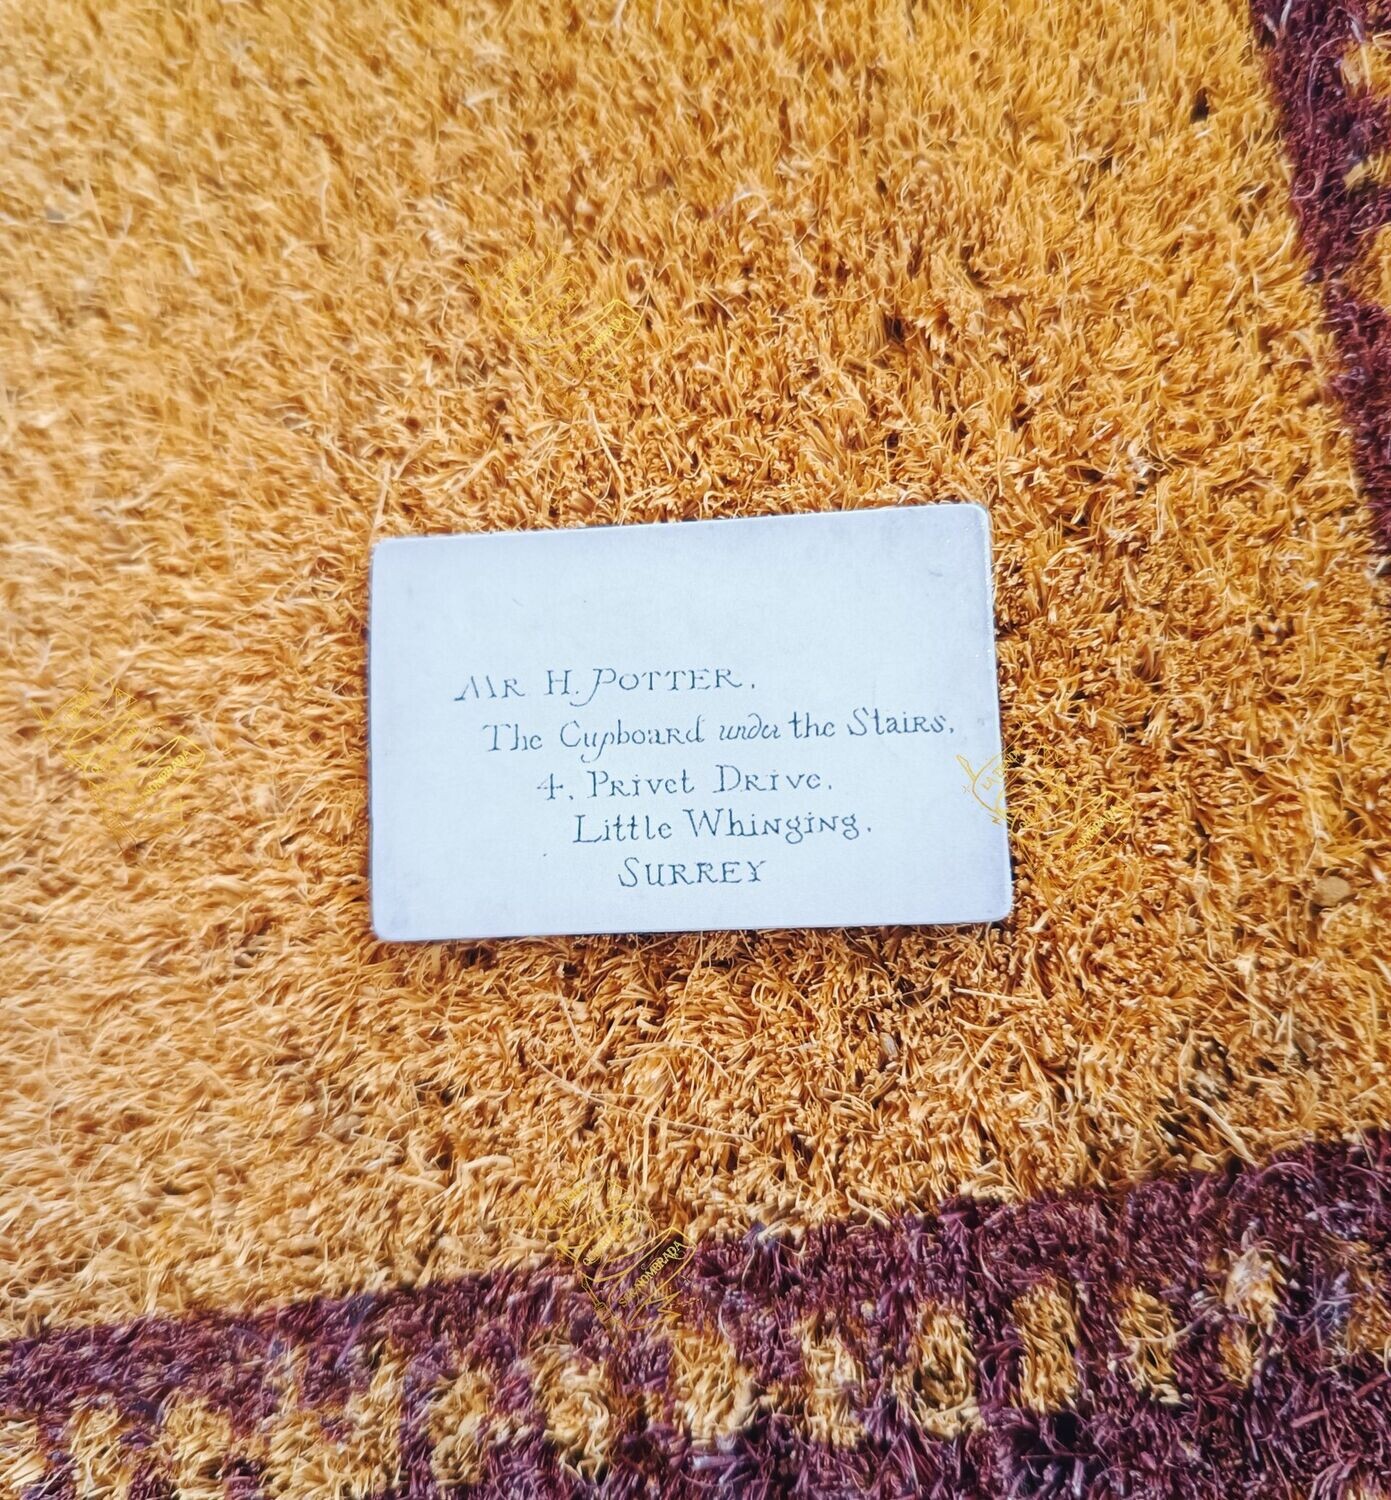 Mr H. Potter,
The Cupboard under the Stairs,
4, Privet Drive,
Little Whinging,
SURREY